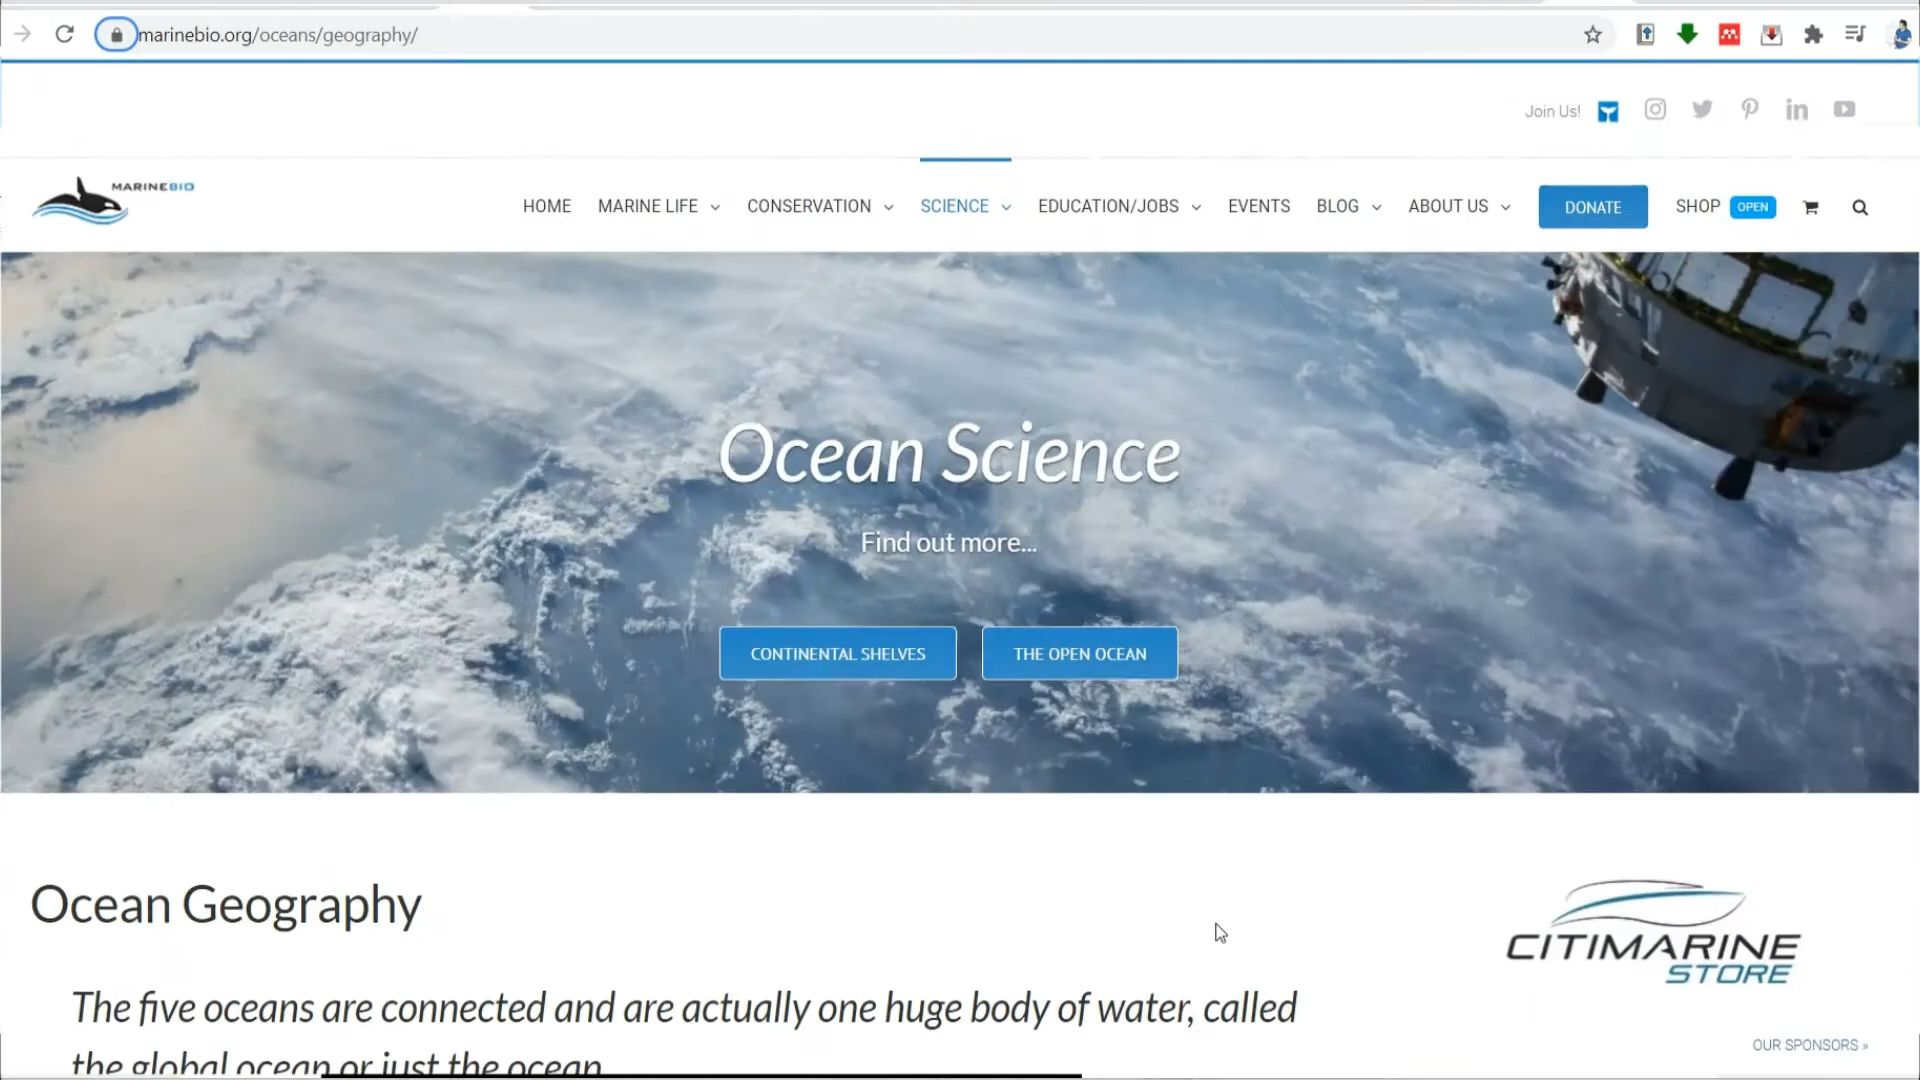 marinebio.org/oceans/geography/
Join Us!
MARINEBIO
HOME MARINE LIFE CONSERVATION SCIENCE EDUCATION/JOBS EVENTS BLOG ABOUT US DONATE SHOP OPEN
Ocean Science
Find out more...
CONTINENTAL SHELVES THE OPEN OCEAN
Ocean Geography
CITIMARINE
STORE
The five oceans are connected and are actually one huge body of water, called
the global ocean or just the ocean
OUR SPONSORS »